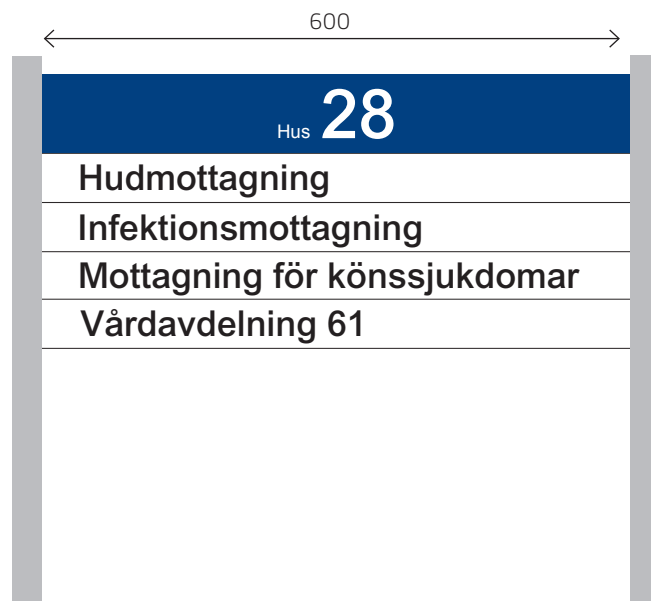 600
Hus 28
Hudmottagning
Infektionsmottagning
Mottagning för könssjukdomar
Vårdavdelning 61